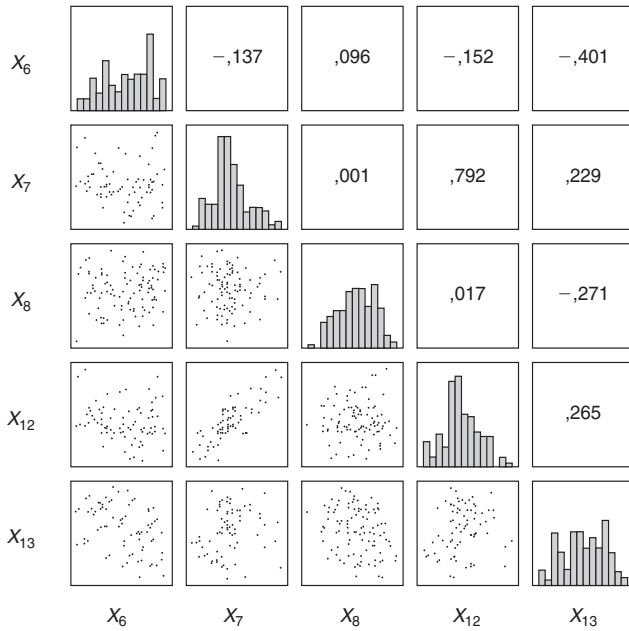 X6 −,137 ,096 −,152 −,401
X7 ,001 ,792 ,229
X8 ,017 −,271
X12 ,265
X13
X6 X7 X8 X12 X13